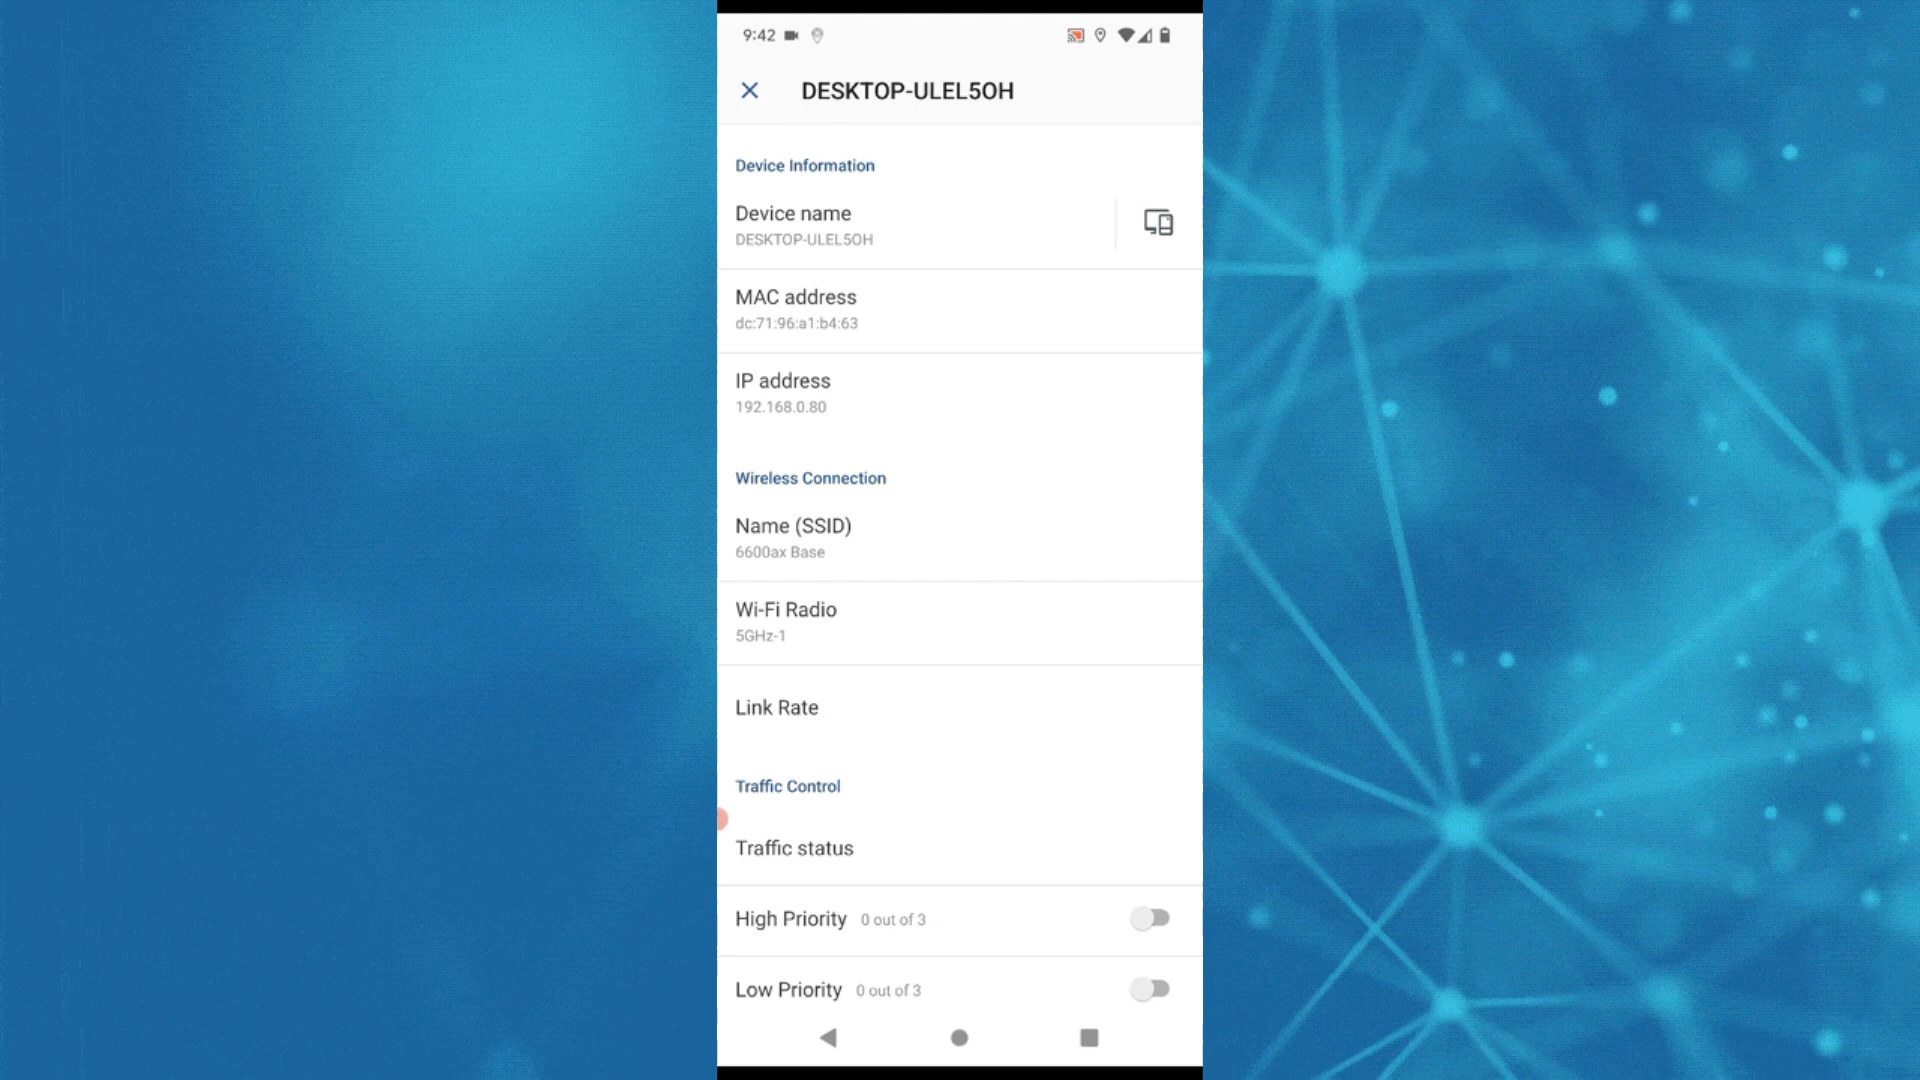 9:42
DESKTOP-ULEL5OH
Device Information
Device name
DESKTOP-ULEL5OH
MAC address
dc:71:96:a1:b4:63
IP address
192.168.0.80
Wireless Connection
Name (SSID)
6600ax Base
Wi-Fi Radio
5GHz-1
Link Rate
Traffic Control
Traffic status
High Priority 0 out of 3
Low Priority 0 out of 3